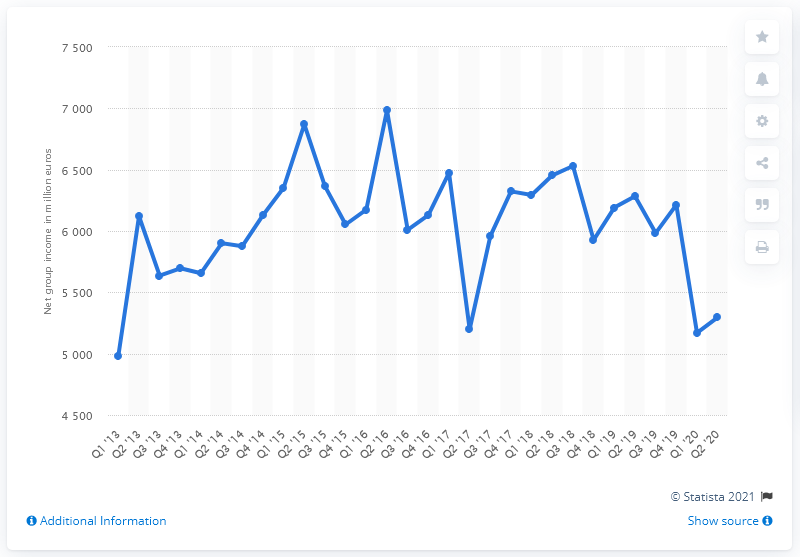 7 500
7 000
6 500
6 000
5 500
5 000
4 500
Net group income in million euros
Q1 '13
Q2 '13
Q3 '13
Q4 '13
Q1 '14
Q2 '14
Q3 '14
Q4 '14
Q1 '15
Q2 '15
Q3 '15
Q4 '15
Q1 '16
Q2 '16
Q3 '16
Q4 '16
Q1 '17
Q2 '17
Q3 '17
Q4 '17
Q1 '18
Q2 '18
Q3 '18
Q4 '18
Q1 '19
Q2 '19
Q3 '19
Q4 '19
Q1 '20
Q2 '20
© Statista 2021
Additional Information
Show source